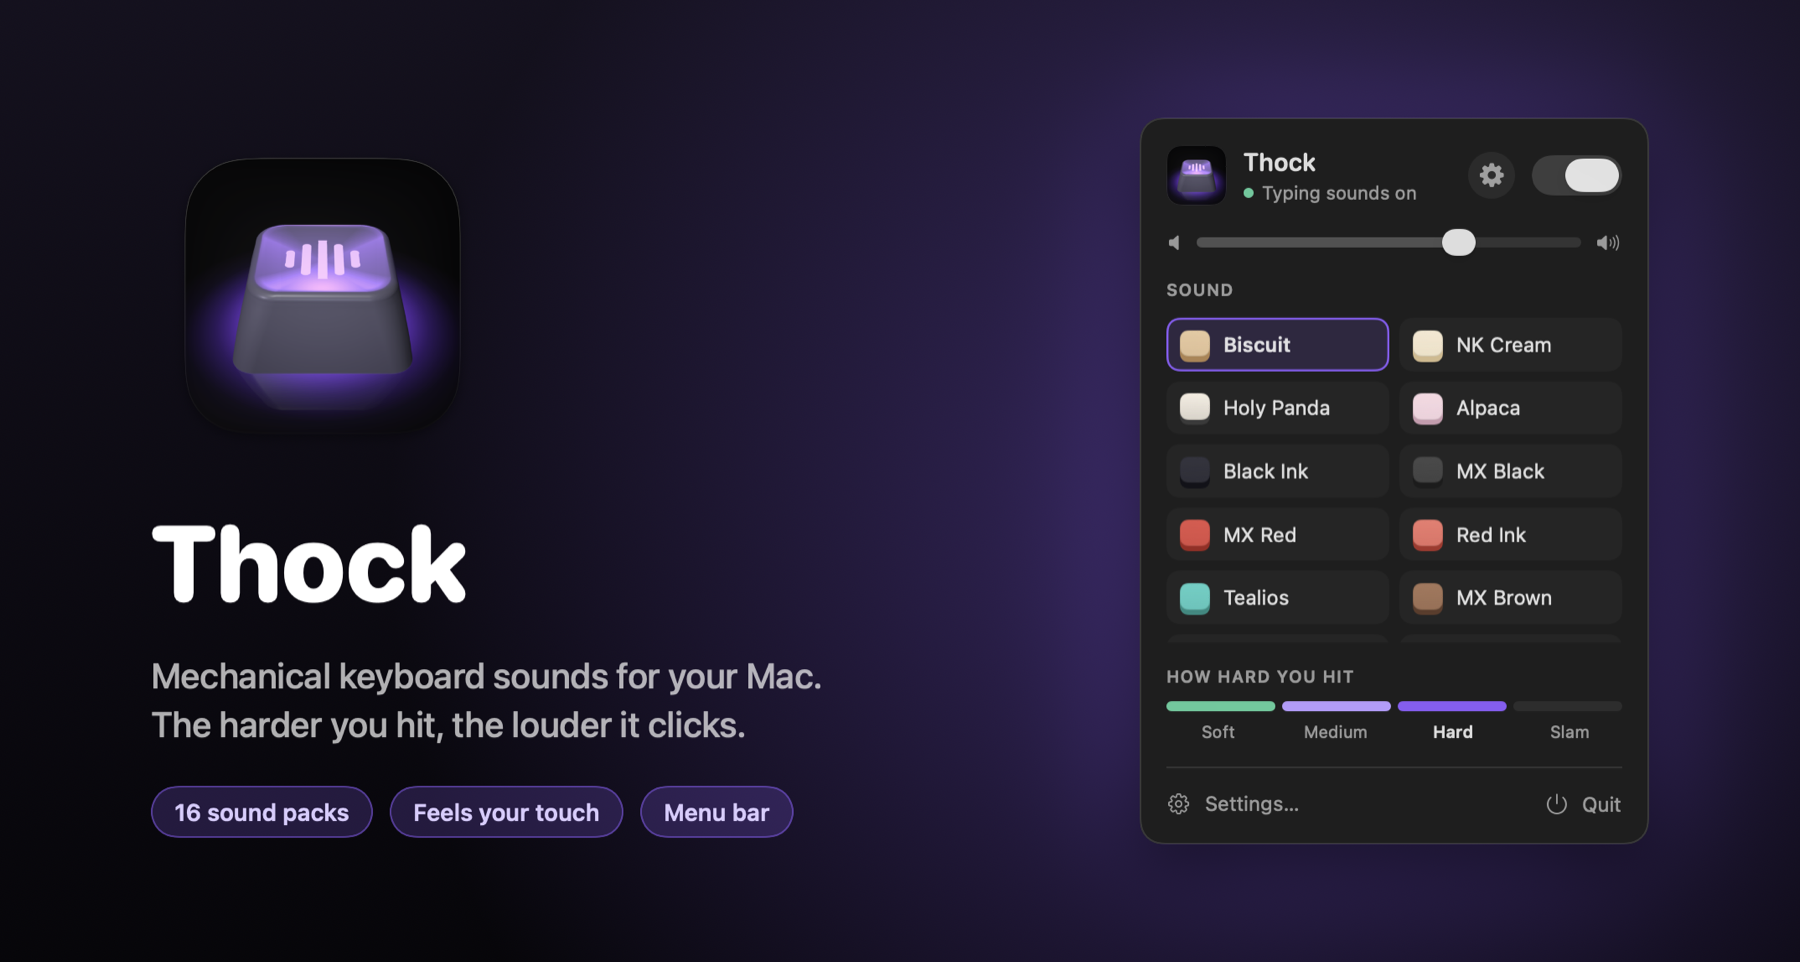 Thock
Mechanical keyboard sounds for your Mac.
The harder you hit, the louder it clicks.
16 sound packs
Feels your touch
Menu bar
Thock
Typing sounds on
SOUND
Biscuit
NK Cream
Holy Panda
Alpaca
Black Ink
MX Black
MX Red
Red Ink
Tealios
MX Brown
HOW HARD YOU HIT
Soft
Medium
Hard
Slam
Settings...
Quit